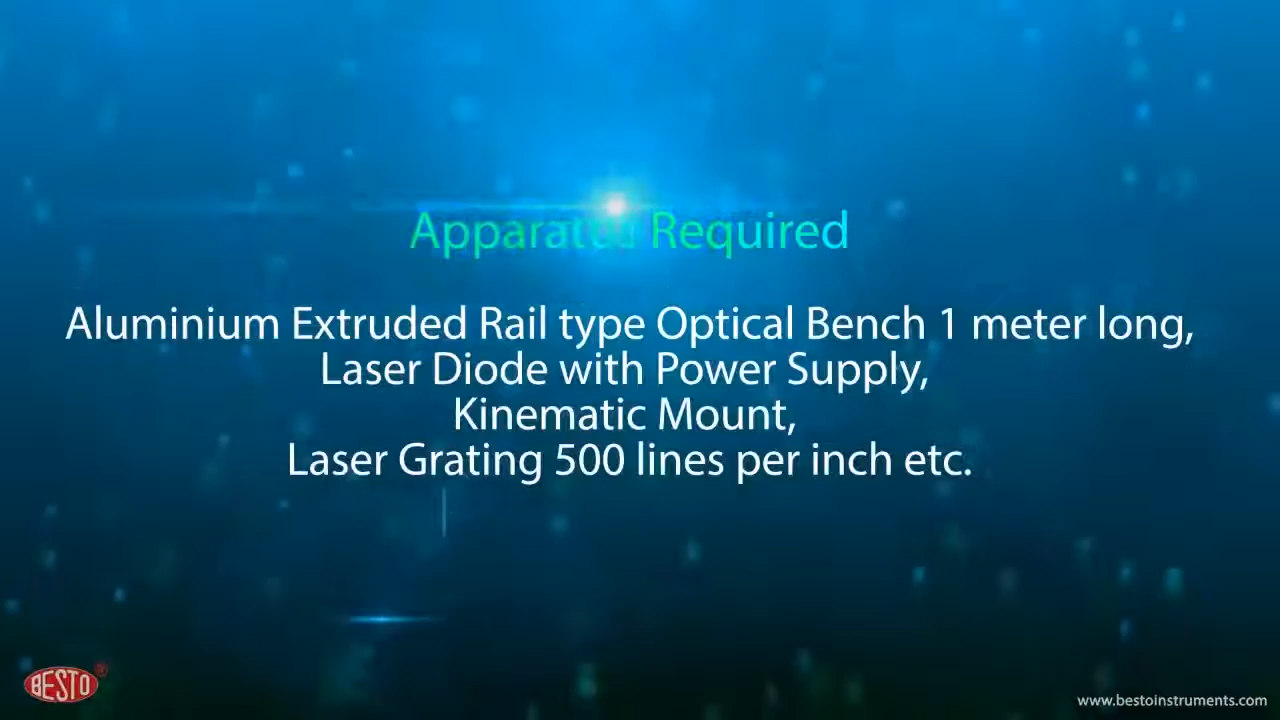 Apparatus Required
Aluminium Extruded Rail type Optical Bench 1 meter long,
Laser Diode with Power Supply,
Kinematic Mount,
Laser Grating 500 lines per inch etc.
BESTO
www.bestoinstruments.com